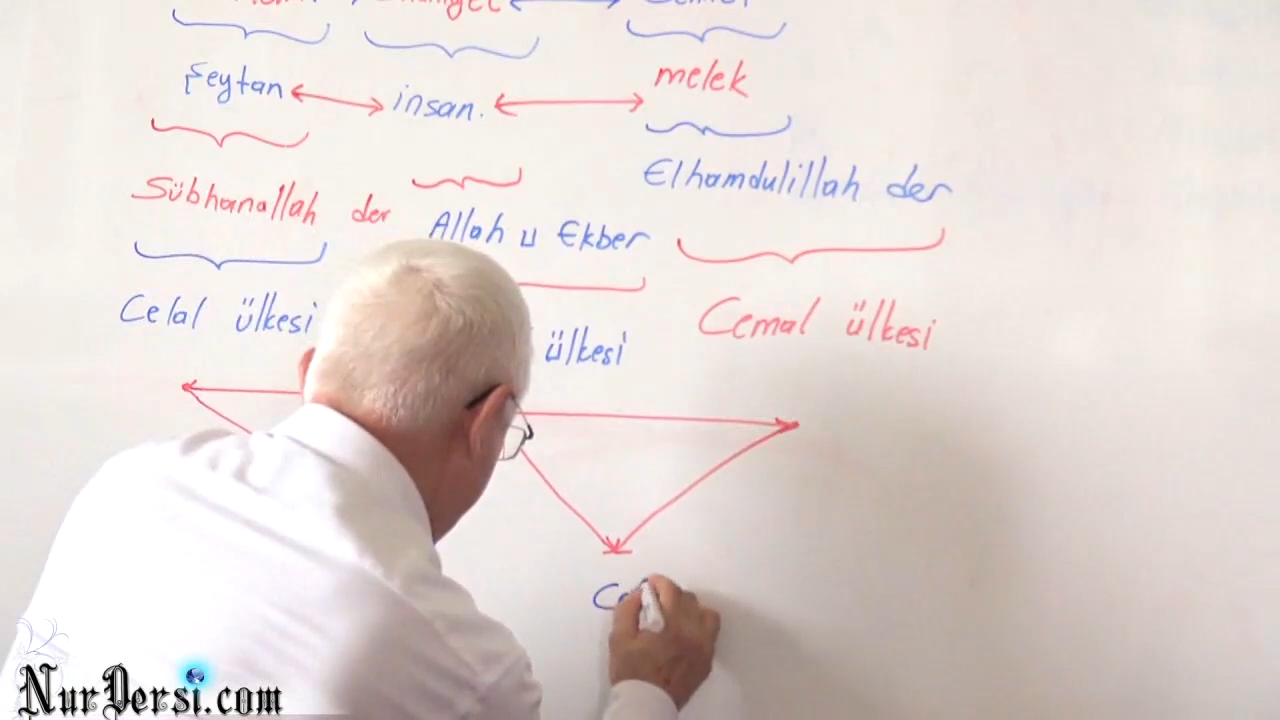 Şeytan insan. melek
Sübhanallah der Allah u Ekber Elhamdulillah der
Celal ülkesi ülkesi Cemal ülkesi
NurDersi.com